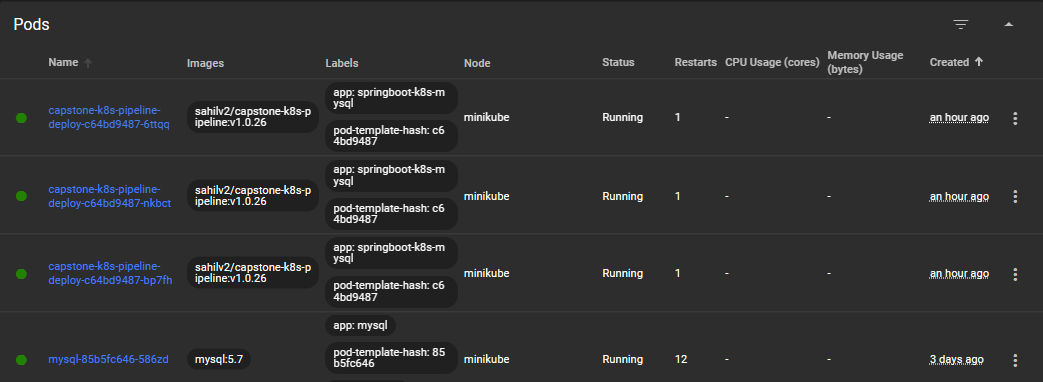 Pods
Name Images Labels Node Status Restarts CPU Usage (cores) Memory Usage
(bytes) Created
capstone-k8s-pipeline-
deploy-c64bd9487-6ttqq
sahilv2/capstone-k8s-p
ipeline:v1.0.26
app: springboot-k8s-m
ysql
pod-template-hash: c6
4bd9487
minikube Running 1 - - an hour ago
capstone-k8s-pipeline-
deploy-c64bd9487-nkbct
sahilv2/capstone-k8s-p
ipeline:v1.0.26
app: springboot-k8s-m
ysql
pod-template-hash: c6
4bd9487
minikube Running 1 - - an hour ago
capstone-k8s-pipeline-
deploy-c64bd9487-bp7fh
sahilv2/capstone-k8s-p
ipeline:v1.0.26
app: springboot-k8s-m
ysql
pod-template-hash: c6
4bd9487
minikube Running 1 - - an hour ago
mysql-85b5fc646-586zd
mysql:5.7
app: mysql
pod-template-hash: 85
b5fc646
minikube Running 12 - - 3 days ago